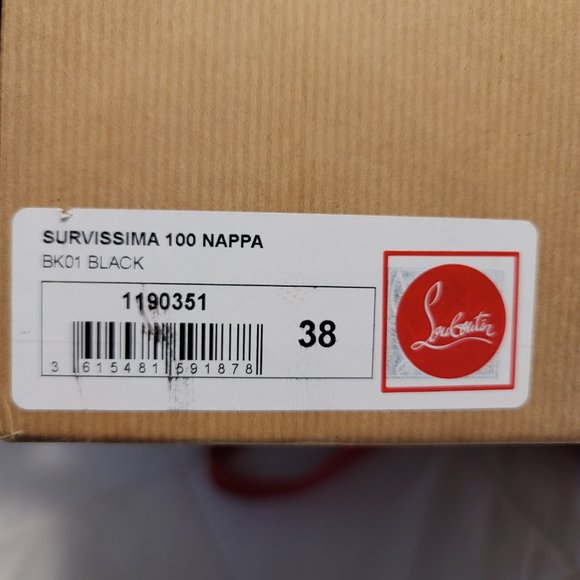 SURVISSIMA 100 NAPPA
BK01 BLACK
1190351
38
3 615481 591878
Louboutin